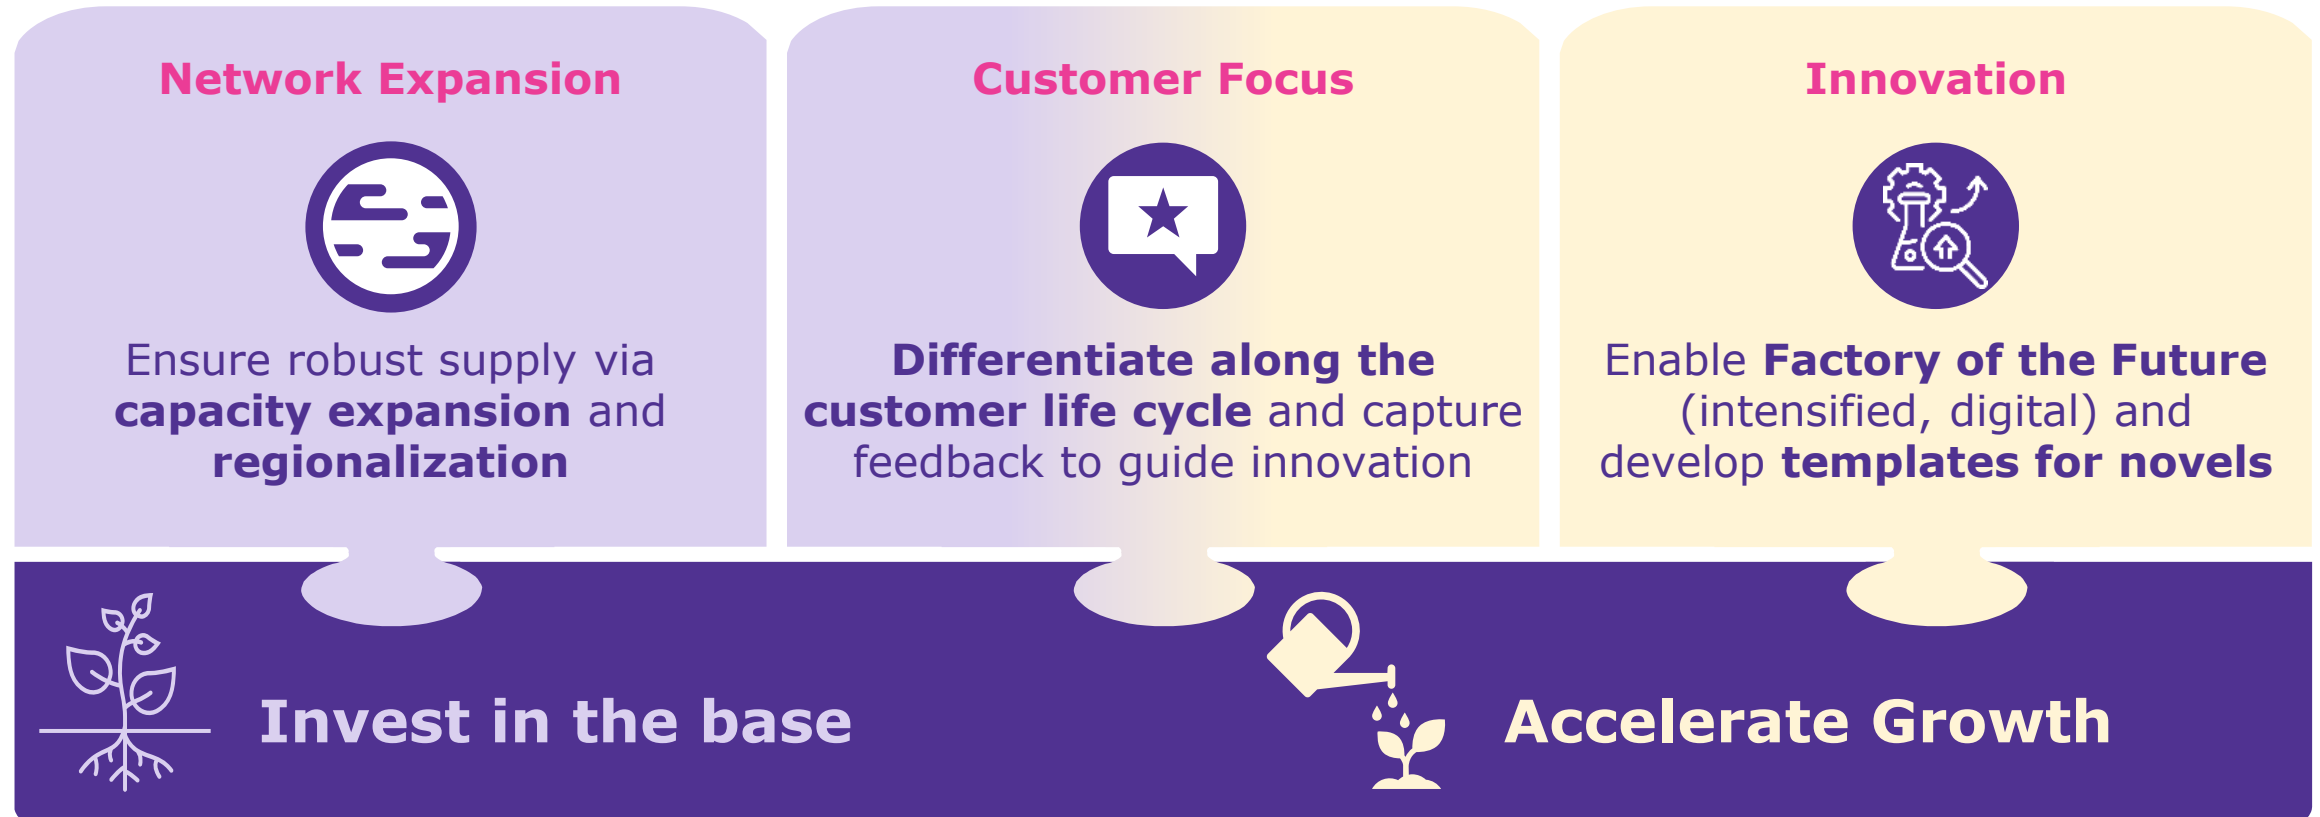 Network Expansion
Ensure robust supply via
capacity expansion and
regionalization
Customer Focus
Differentiate along the
customer life cycle and capture
feedback to guide innovation
Innovation
Enable Factory of the Future
(intensified, digital) and
develop templates for novels
Invest in the base
Accelerate Growth